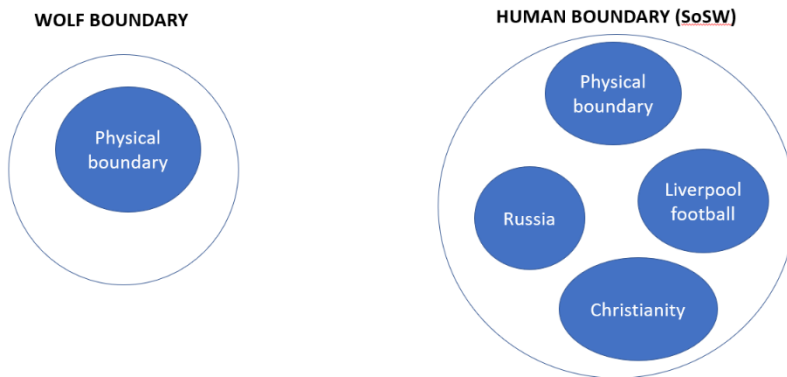 WOLF BOUNDARY
Physical
boundary
HUMAN BOUNDARY (SoSW)
Physical
boundary
Liverpool
football
Russia
Christianity